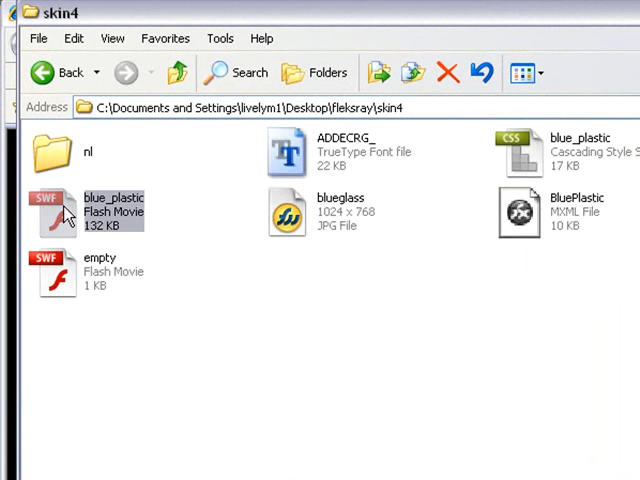 skin4
File Edit View Favorites Tools Help
Back Search Folders
Address C:\Documents and Settings\livelym1\Desktop\fleksray\skin4
nl
ADDECRG_
TrueType Font file
22 KB
CSS
blue_plastic
Cascading Style S
17 KB
SWF
blue_plastic
Flash Movie
132 KB
blueglass
1024 x 768
JPG File
BluePlastic
MXML File
10 KB
SWF
empty
Flash Movie
1 KB